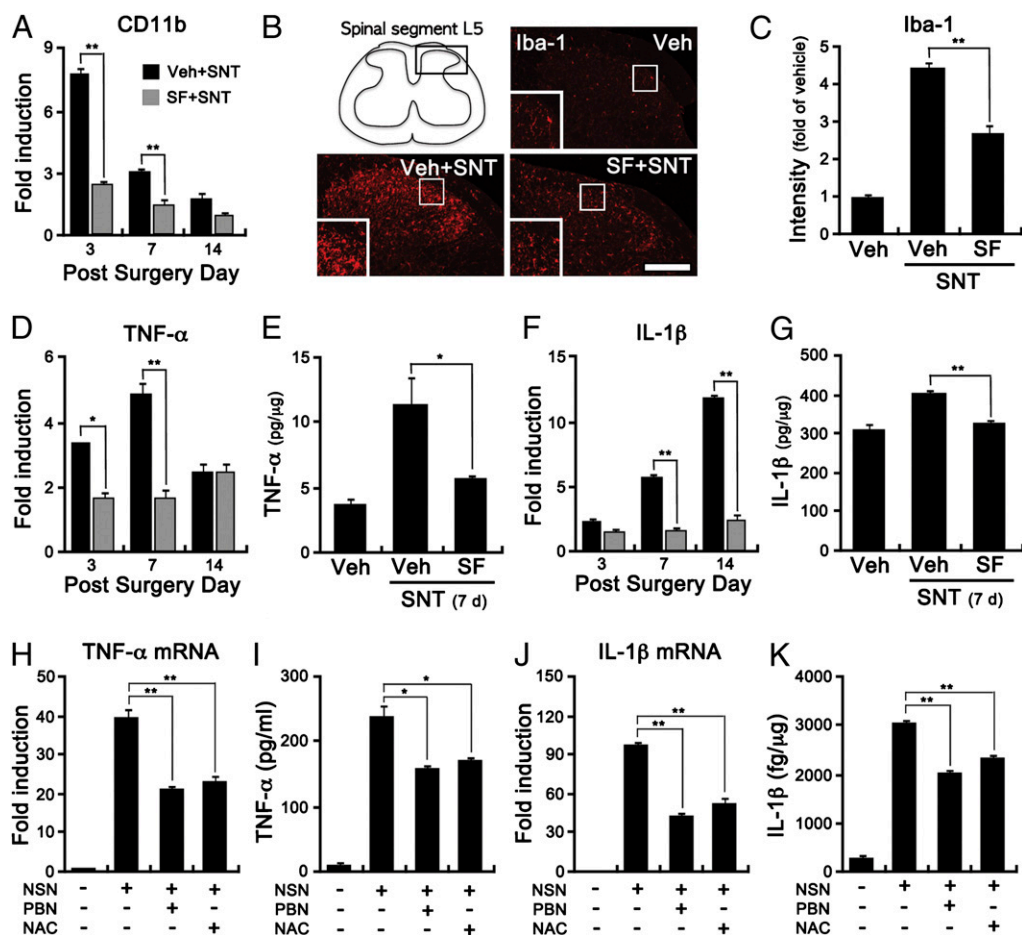 A
CD11b
Fold induction
9
6
3
0
**
**
Veh+SNT
SF+SNT
3 7 14
Post Surgery Day
B
Spinal segment L5
Iba-1 Veh
Veh+SNT
SF+SNT
C
Iba-1
Intensity (fold of vehicle)
5
4
3
2
1
0
**
Veh Veh SF
SNT
D
TNF-α
Fold induction
6
4
2
0
*
**
3 7 14
Post Surgery Day
E
TNF-α (pg/μg)
15
10
5
0
*
Veh Veh SF
SNT (7 d)
F
IL-1β
Fold induction
15
12
9
6
3
0
**
**
3 7 14
Post Surgery Day
G
IL-1β (pg/μg)
500
400
300
200
100
0
**
Veh Veh SF
SNT (7 d)
H
TNF-α mRNA
Fold induction
50
40
30
20
10
0
**
**
- + + + NSN
- - + - PBN
- - - + NAC
I
TNF-α (pg/ml)
300
225
150
75
0
*
*
- + + + NSN
- - + - PBN
- - - + NAC
J
IL-1β mRNA
Fold induction
120
90
60
30
0
**
**
- + + + NSN
- - + - PBN
- - - + NAC
K
IL-1β (fg/μg)
4000
3000
2000
1000
0
**
**
- + + +
- - + -
- - - +